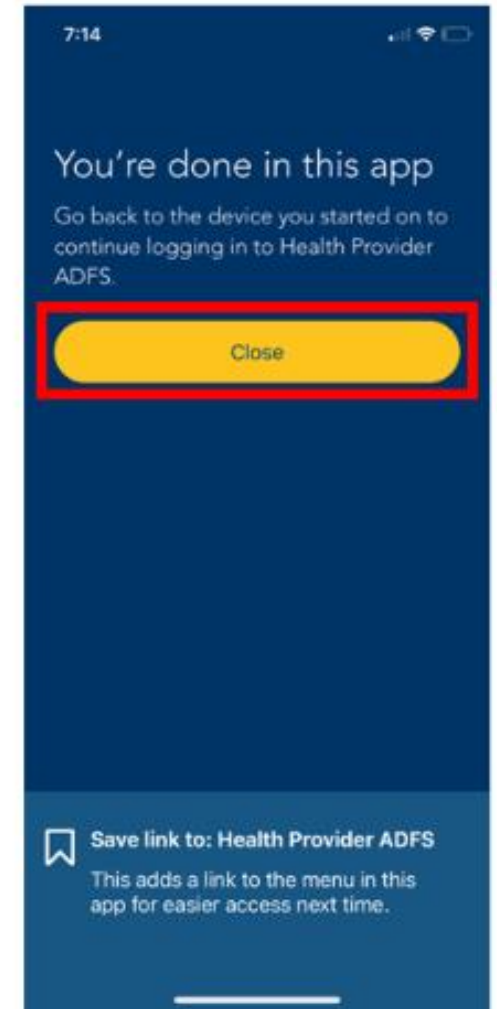 7:14
You're done in this app
Go back to the device you started on to
continue logging in to Health Provider
ADFS.
Close
Save link to: Health Provider ADFS
This adds a link to the menu in this
app for easier access next time.